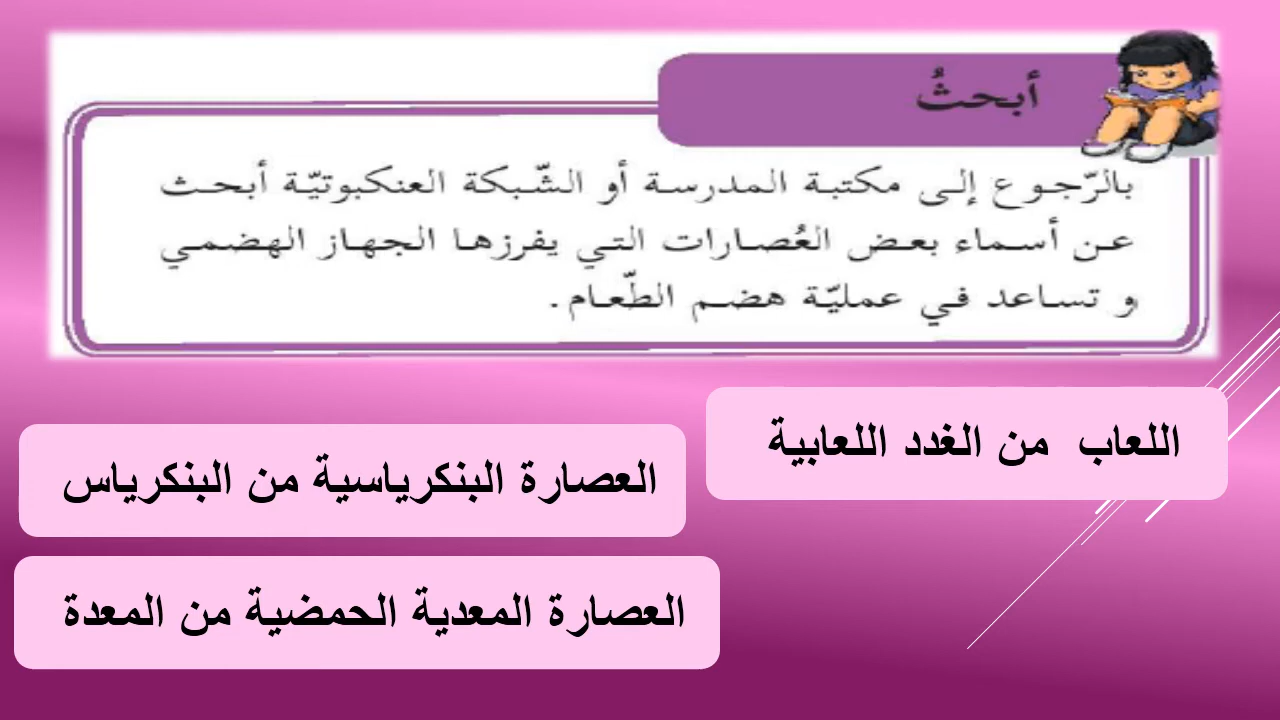 أبحثُ
بالرّجوع إلى مكتبة المدرسة أو الشّبكة العنكبوتيّة أبحث
عن أسماء بعض العُصارات التي يفرزها الجهاز الهضمي
و تساعد في عمليّة هضم الطّعام.
اللعاب من الغدد اللعابية
العصارة البنكرياسية من البنكرياس
العصارة المعدية الحمضية من المعدة